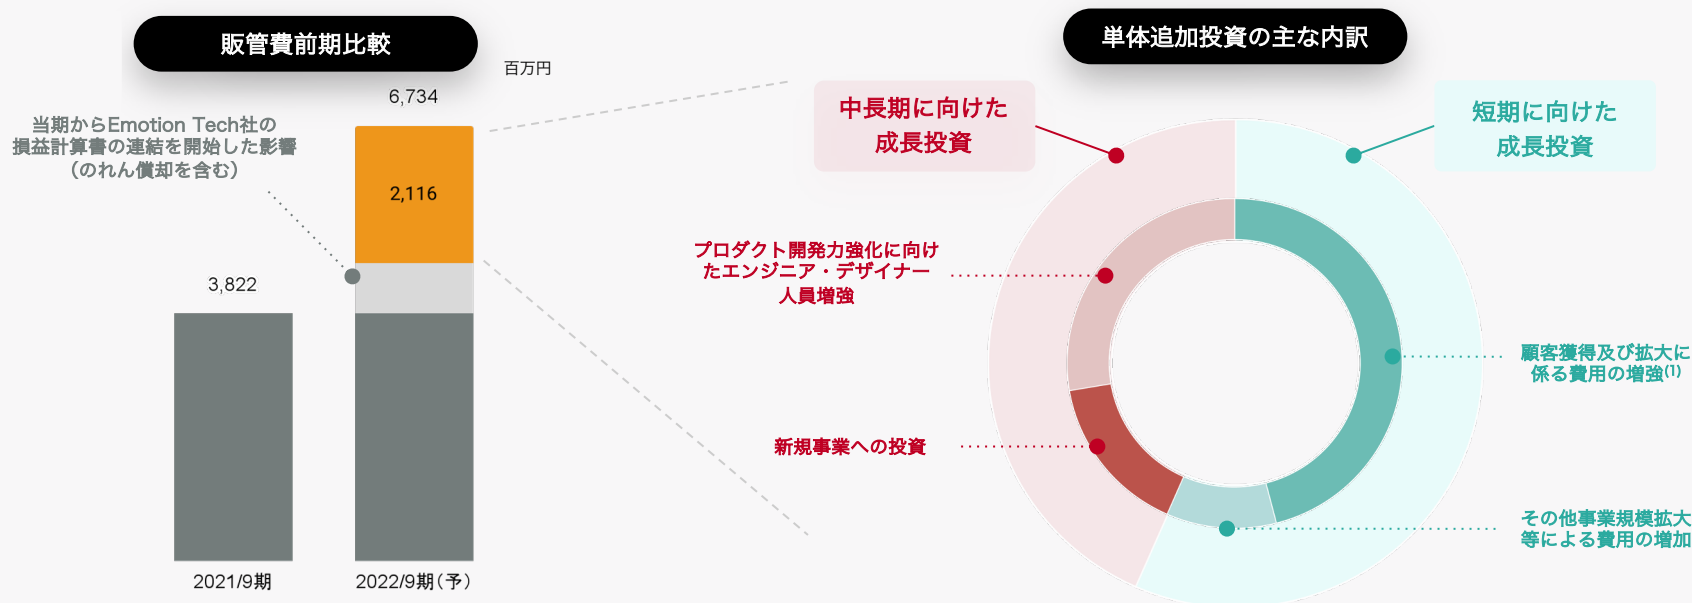 販管費前期比較
百万円
6,734
当期からEmotion Tech社の
損益計算書の連結を開始した影響
（のれん償却を含む）
2,116
3,822
2021/9期
2022/9期（予）
単体追加投資の主な内訳
中長期に向けた
成長投資
短期に向けた
成長投資
プロダクト開発力強化に向け
たエンジニア・デザイナー
人員増強
顧客獲得及び拡大に
係る費用の増強(1)
新規事業への投資
その他事業規模拡大
等による費用の増加